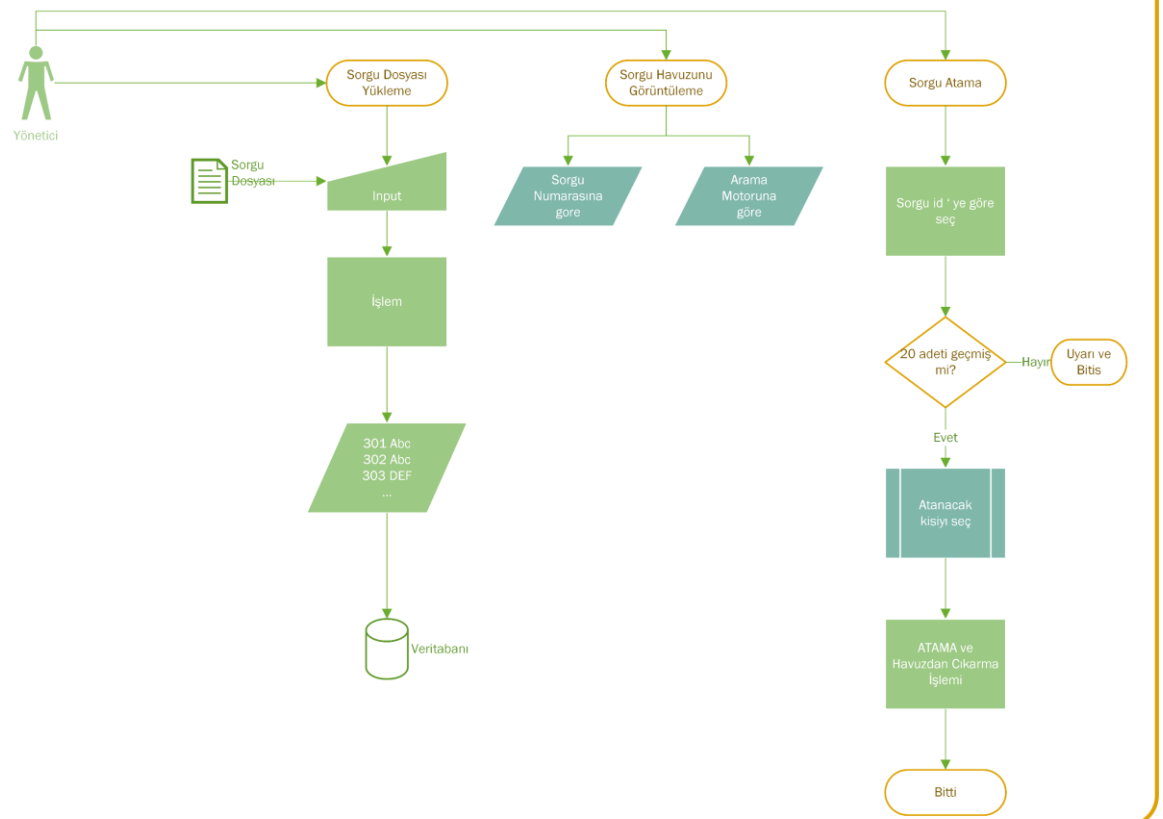 Yönetici
Sorgu Dosyası
Yükleme
Sorgu
Dosyası
Input
İşlem
301 Abc
302 Abc
303 DEF
...
Veritabanı
Sorgu Havuzunu
Görüntüleme
Sorgu
Numarasına
gore
Arama
Motoruna
göre
Sorgu Atama
Sorgu id ‘ ye göre
seç
20 adeti geçmiş
mi?
Hayır
Uyarı ve
Bitis
Evet
Atanacak
kisiyı seç
ATAMA ve
Havuzdan Cıkarma
İşlemi
Bitti